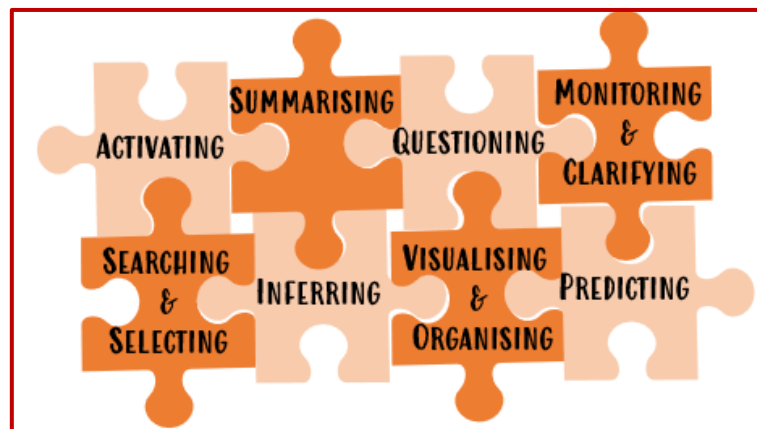 ACTIVATING
SUMMARISING
QUESTIONING
MONITORING
&
CLARIFYING
SEARCHING
&
SELECTING
INFERRING
VISUALISING
&
ORGANISING
PREDICTING